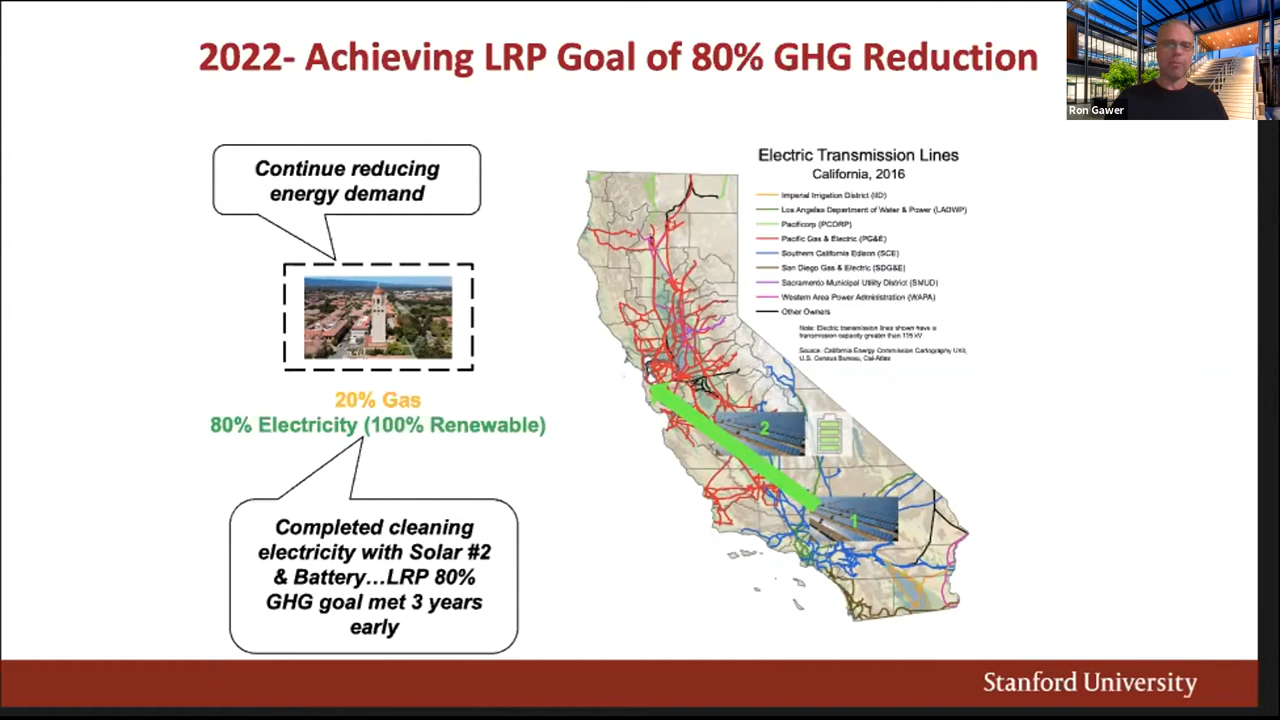 2022- Achieving LRP Goal of 80% GHG Reduction
Ron Gawer
Continue reducing
energy demand
20% Gas
80% Electricity (100% Renewable)
Completed cleaning
electricity with Solar #2
& Battery...LRP 80%
GHG goal met 3 years
early
Electric Transmission Lines
California, 2016
Imperial Irrigation District (IID)
Los Angeles Department of Water & Power (LADWP)
Pacificorp (PCORP)
Pacific Gas & Electric (PG&E)
Southern California Edison (SCE)
San Diego Gas & Electric (SDG&E)
Sacramento Municipal Utility District (SMUD)
Western Area Power Administration (WAPA)
Other Owners
Note: Electric transmission lines shown have a
transmission capacity greater than 115 kV
Source: California Energy Commission Cartography Unit,
U.S. Census Bureau, Cal-Atlas
2
1
Stanford University